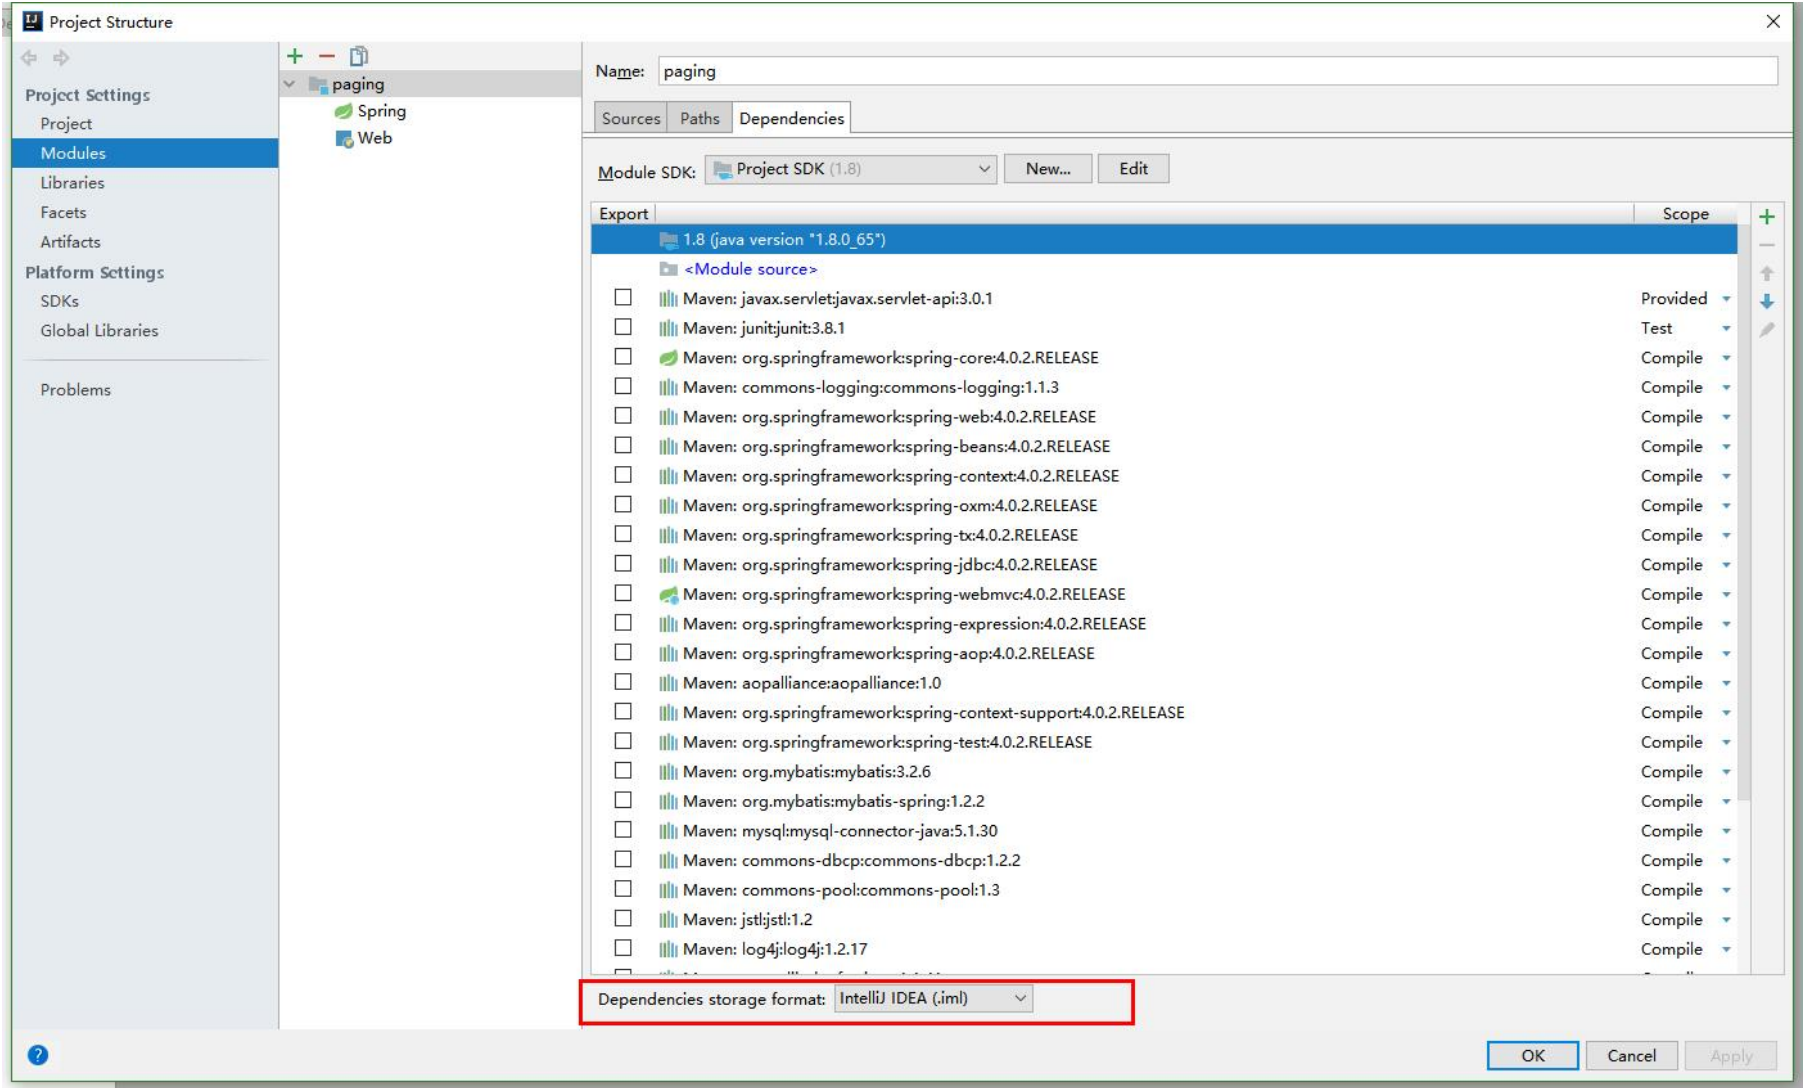 Project Structure
Project Settings
Project
Modules
Libraries
Facets
Artifacts
Platform Settings
SDKs
Global Libraries
Problems
paging
Spring
Web
Name: paging
Sources Paths Dependencies
Module SDK: Project SDK (1.8) New... Edit
Export Scope
1.8 (java version "1.8.0_65")
<Module source>
Maven: javax.servlet:javax.servlet-api:3.0.1 Provided
Maven: junit:junit:3.8.1 Test
Maven: org.springframework:spring-core:4.0.2.RELEASE Compile
Maven: commons-logging:commons-logging:1.1.3 Compile
Maven: org.springframework:spring-web:4.0.2.RELEASE Compile
Maven: org.springframework:spring-beans:4.0.2.RELEASE Compile
Maven: org.springframework:spring-context:4.0.2.RELEASE Compile
Maven: org.springframework:spring-oxm:4.0.2.RELEASE Compile
Maven: org.springframework:spring-tx:4.0.2.RELEASE Compile
Maven: org.springframework:spring-jdbc:4.0.2.RELEASE Compile
Maven: org.springframework:spring-webmvc:4.0.2.RELEASE Compile
Maven: org.springframework:spring-expression:4.0.2.RELEASE Compile
Maven: org.springframework:spring-aop:4.0.2.RELEASE Compile
Maven: aopalliance:aopalliance:1.0 Compile
Maven: org.springframework:spring-context-support:4.0.2.RELEASE Compile
Maven: org.springframework:spring-test:4.0.2.RELEASE Compile
Maven: org.mybatis:mybatis:3.2.6 Compile
Maven: org.mybatis:mybatis-spring:1.2.2 Compile
Maven: mysql:mysql-connector-java:5.1.30 Compile
Maven: commons-dbcp:commons-dbcp:1.2.2 Compile
Maven: commons-pool:commons-pool:1.3 Compile
Maven: jstl:jstl:1.2 Compile
Maven: log4j:log4j:1.2.17 Compile
Dependencies storage format: IntelliJ IDEA (.iml)
OK Cancel Apply